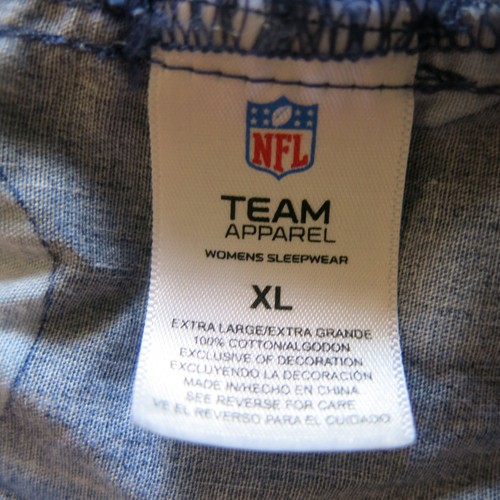 NFL
TEAM
APPAREL
WOMENS SLEEPWEAR
XL
EXTRA LARGE/EXTRA GRANDE
100% COTTON/ALGODON
EXCLUSIVE OF DECORATION
EXCLUYENDO LA DECORACIÓN
MADE IN/HECHO EN CHINA
SEE REVERSE FOR CARE
VE EL REVERSO PARA EL CUIDADO